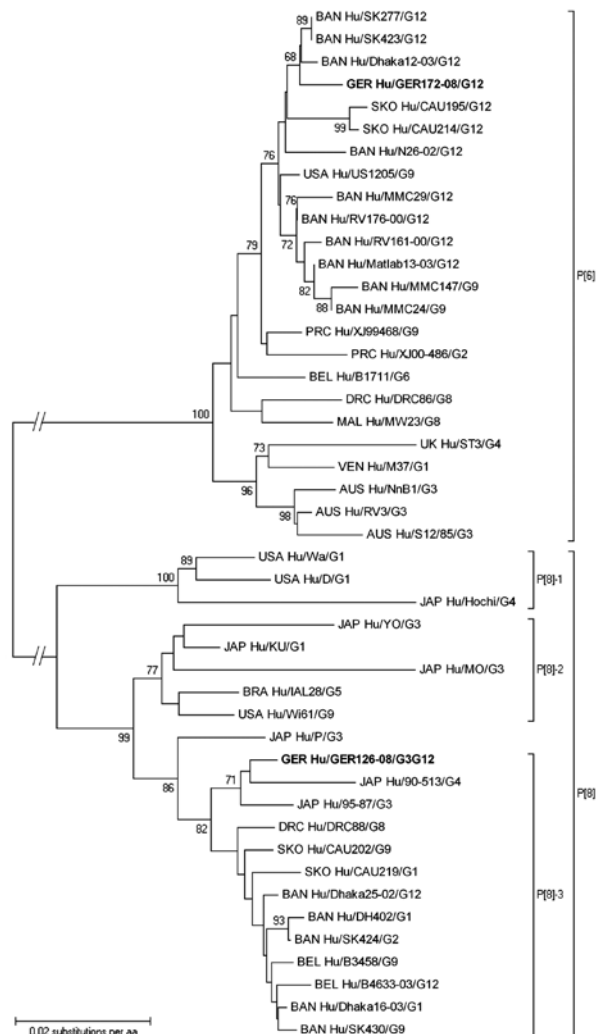 89
BAN Hu/SK277/G12
BAN Hu/SK423/G12
68
BAN Hu/Dhaka12-03/G12
GER Hu/GER172-08/G12
SKO Hu/CAU195/G12
99
SKO Hu/CAU214/G12
76
BAN Hu/N26-02/G12
USA Hu/US1205/G9
76
BAN Hu/MMC29/G12
BAN Hu/RV176-00/G12
79
72
BAN Hu/RV161-00/G12
BAN Hu/Matlab13-03/G12
P[6]
82
BAN Hu/MMC147/G9
88
BAN Hu/MMC24/G9
PRC Hu/XJ99468/G9
PRC Hu/XJ00-486/G2
BEL Hu/B1711/G6
DRC Hu/DRC86/G8
100
MAL Hu/MW23/G8
73
UK Hu/ST3/G4
VEN Hu/M37/G1
96
AUS Hu/NnB1/G3
98
AUS Hu/RV3/G3
AUS Hu/S12/85/G3
89
USA Hu/Wa/G1
100
USA Hu/D/G1
P[8]-1
JAP Hu/Hochi/G4
JAP Hu/YO/G3
JAP Hu/KU/G1
77
JAP Hu/MO/G3
P[8]-2
BRA Hu/IAL28/G5
USA Hu/Wi61/G9
99
JAP Hu/P/G3
GER Hu/GER126-08/G3G12
86
71
JAP Hu/90-513/G4
P[8]
JAP Hu/95-87/G3
82
DRC Hu/DRC88/G8
SKO Hu/CAU202/G9
SKO Hu/CAU219/G1
BAN Hu/Dhaka25-02/G12
P[8]-3
93
BAN Hu/DH402/G1
BAN Hu/SK424/G2
BEL Hu/B3458/G9
BEL Hu/B4633-03/G12
BAN Hu/Dhaka16-03/G1
BAN Hu/SK430/G9
0.02 substitutions per aa